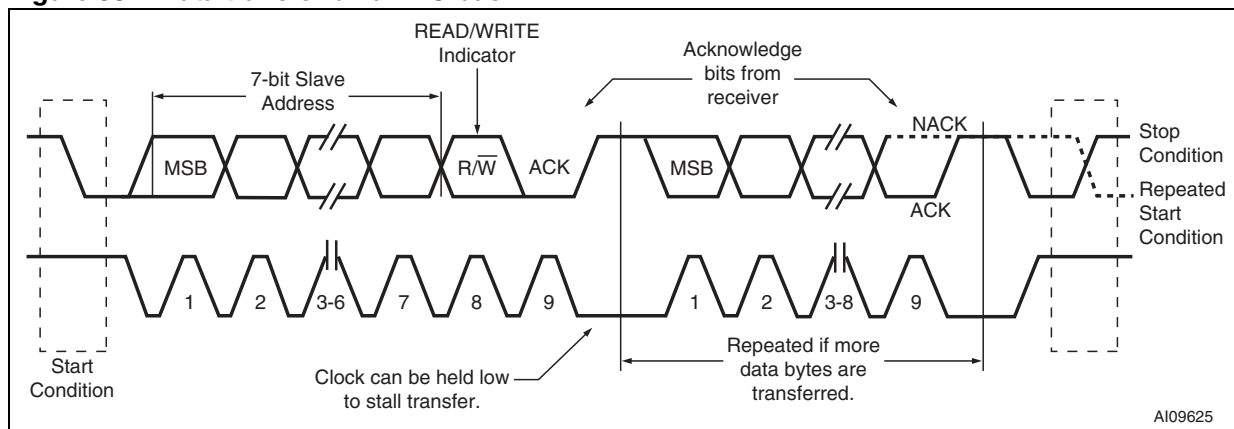 READ/WRITE
Indicator
Acknowledge
bits from
receiver
7-bit Slave
Address
NACK
Stop
Condition
MSB
R/W̅
ACK
MSB
ACK
Repeated
Start
Condition
1
2
3-6
7
8
9
1
2
3-8
9
Start
Condition
Clock can be held low
to stall transfer.
Repeated if more
data bytes are
transferred.
AI09625